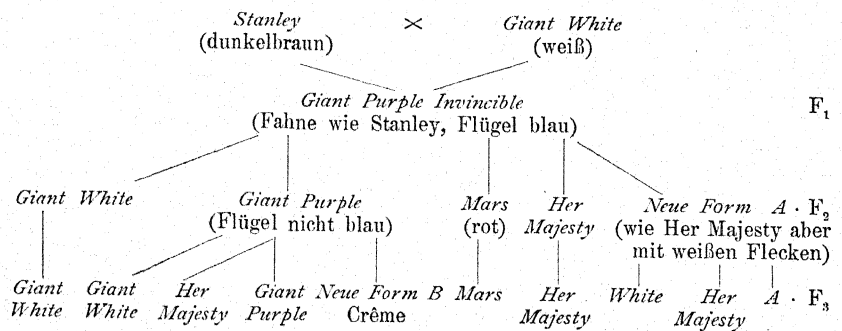 Stanley × Giant White
(dunkelbraun) (weiß)
Giant Purple Invincible F1
(Fahne wie Stanley, Flügel blau)
Giant White Giant Purple Mars Her Neue Form A · F2
(Flügel nicht blau) (rot) Majesty (wie Her Majesty aber
mit weißen Flecken)
Giant Giant Her Giant Neue Form B Mars Her White Her A · F3
White White Majesty Purple Crême Majesty Majesty